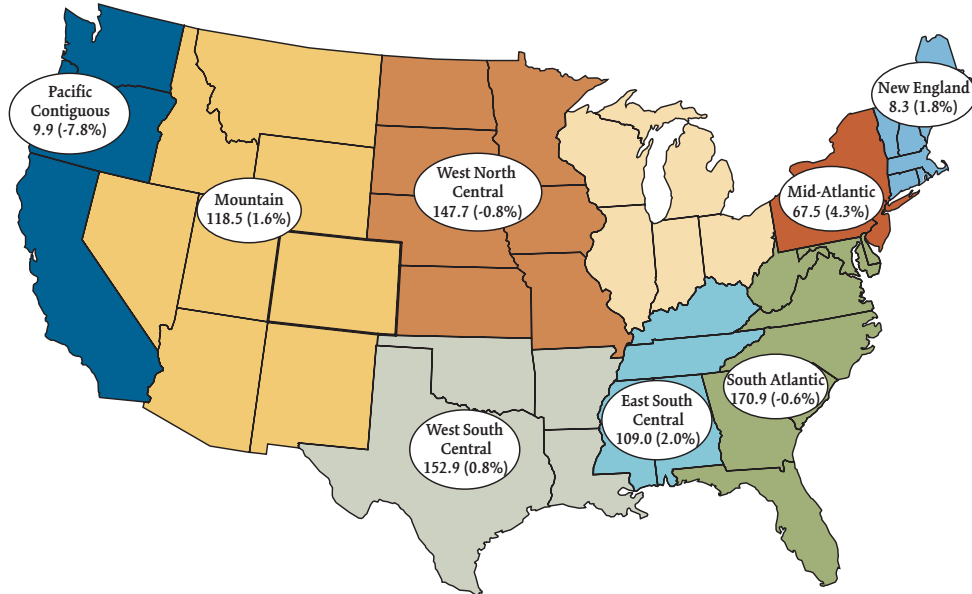 Pacific
Contiguous
9.9 (-7.8%)
Mountain
118.5 (1.6%)
West North
Central
147.7 (-0.8%)
New England
8.3 (1.8%)
Mid-Atlantic
67.5 (4.3%)
West South
Central
152.9 (0.8%)
East South
Central
109.0 (2.0%)
South Atlantic
170.9 (-0.6%)